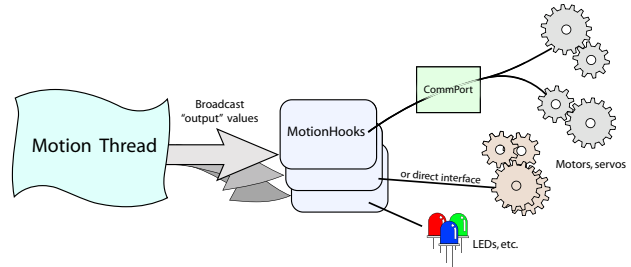 Motion Thread
Broadcast
"output" values
MotionHooks
CommPort
or direct interface
Motors, servos
LEDs, etc.